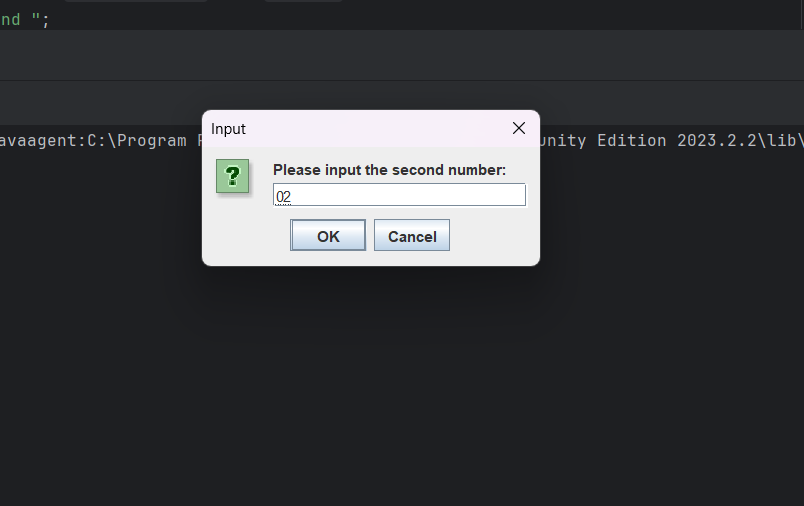 nd ";
Input
avaagent:C:\Program unity Edition 2023.2.2\lib\
Please input the second number:
?
02
OK Cancel